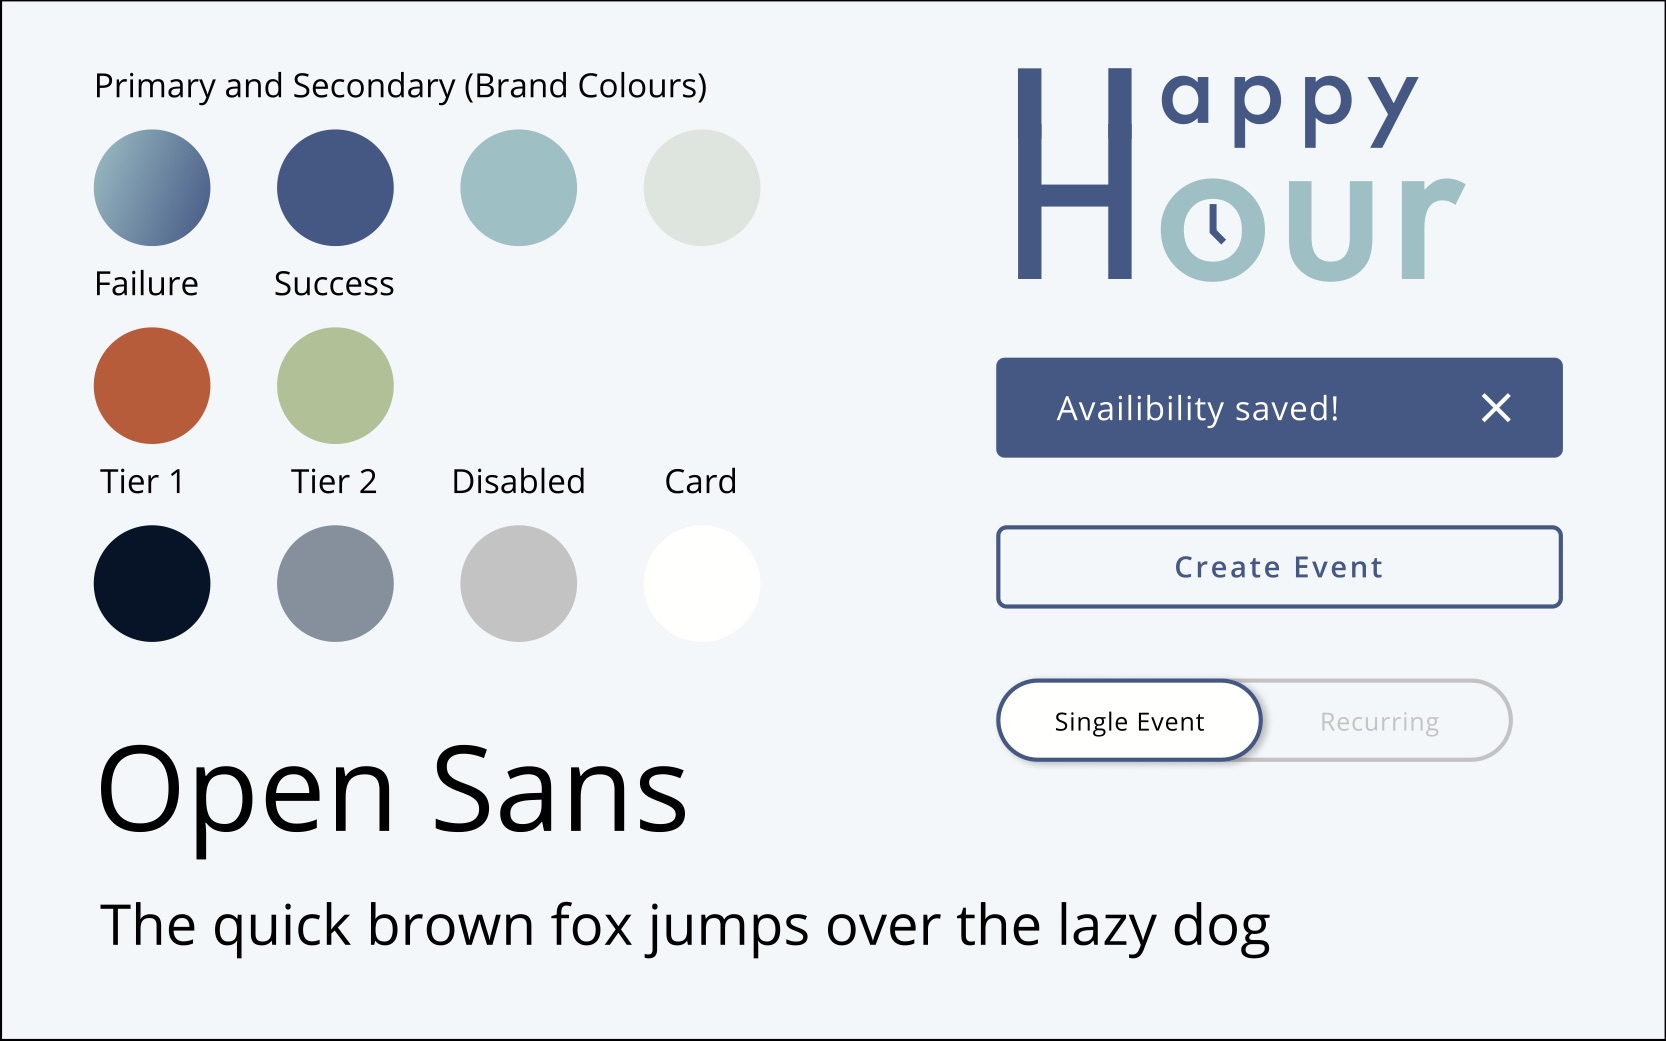 Primary and Secondary (Brand Colours)
Failure Success
Tier 1 Tier 2 Disabled Card
Open Sans
The quick brown fox jumps over the lazy dog
Happy
Hour
Availibility saved!
Create Event
Single Event Recurring